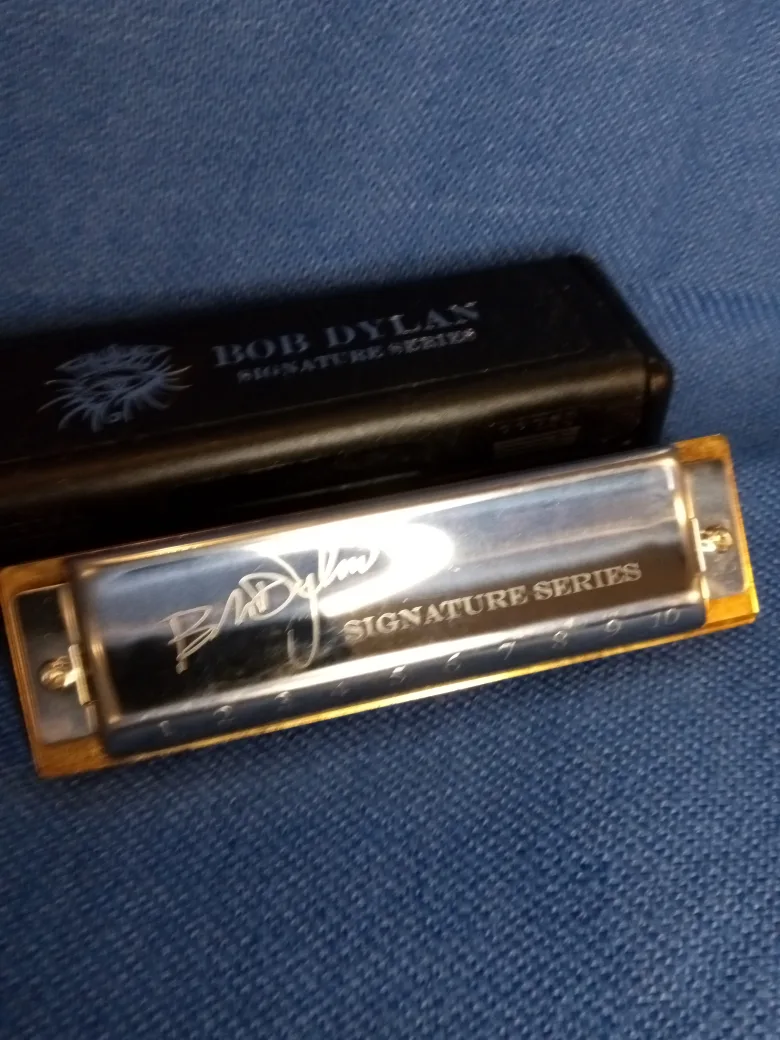 BOB DYLAN
SIGNATURE SERIES
Bob Dylan
SIGNATURE SERIES
1 2 3 4 5 6 7 8 9 10